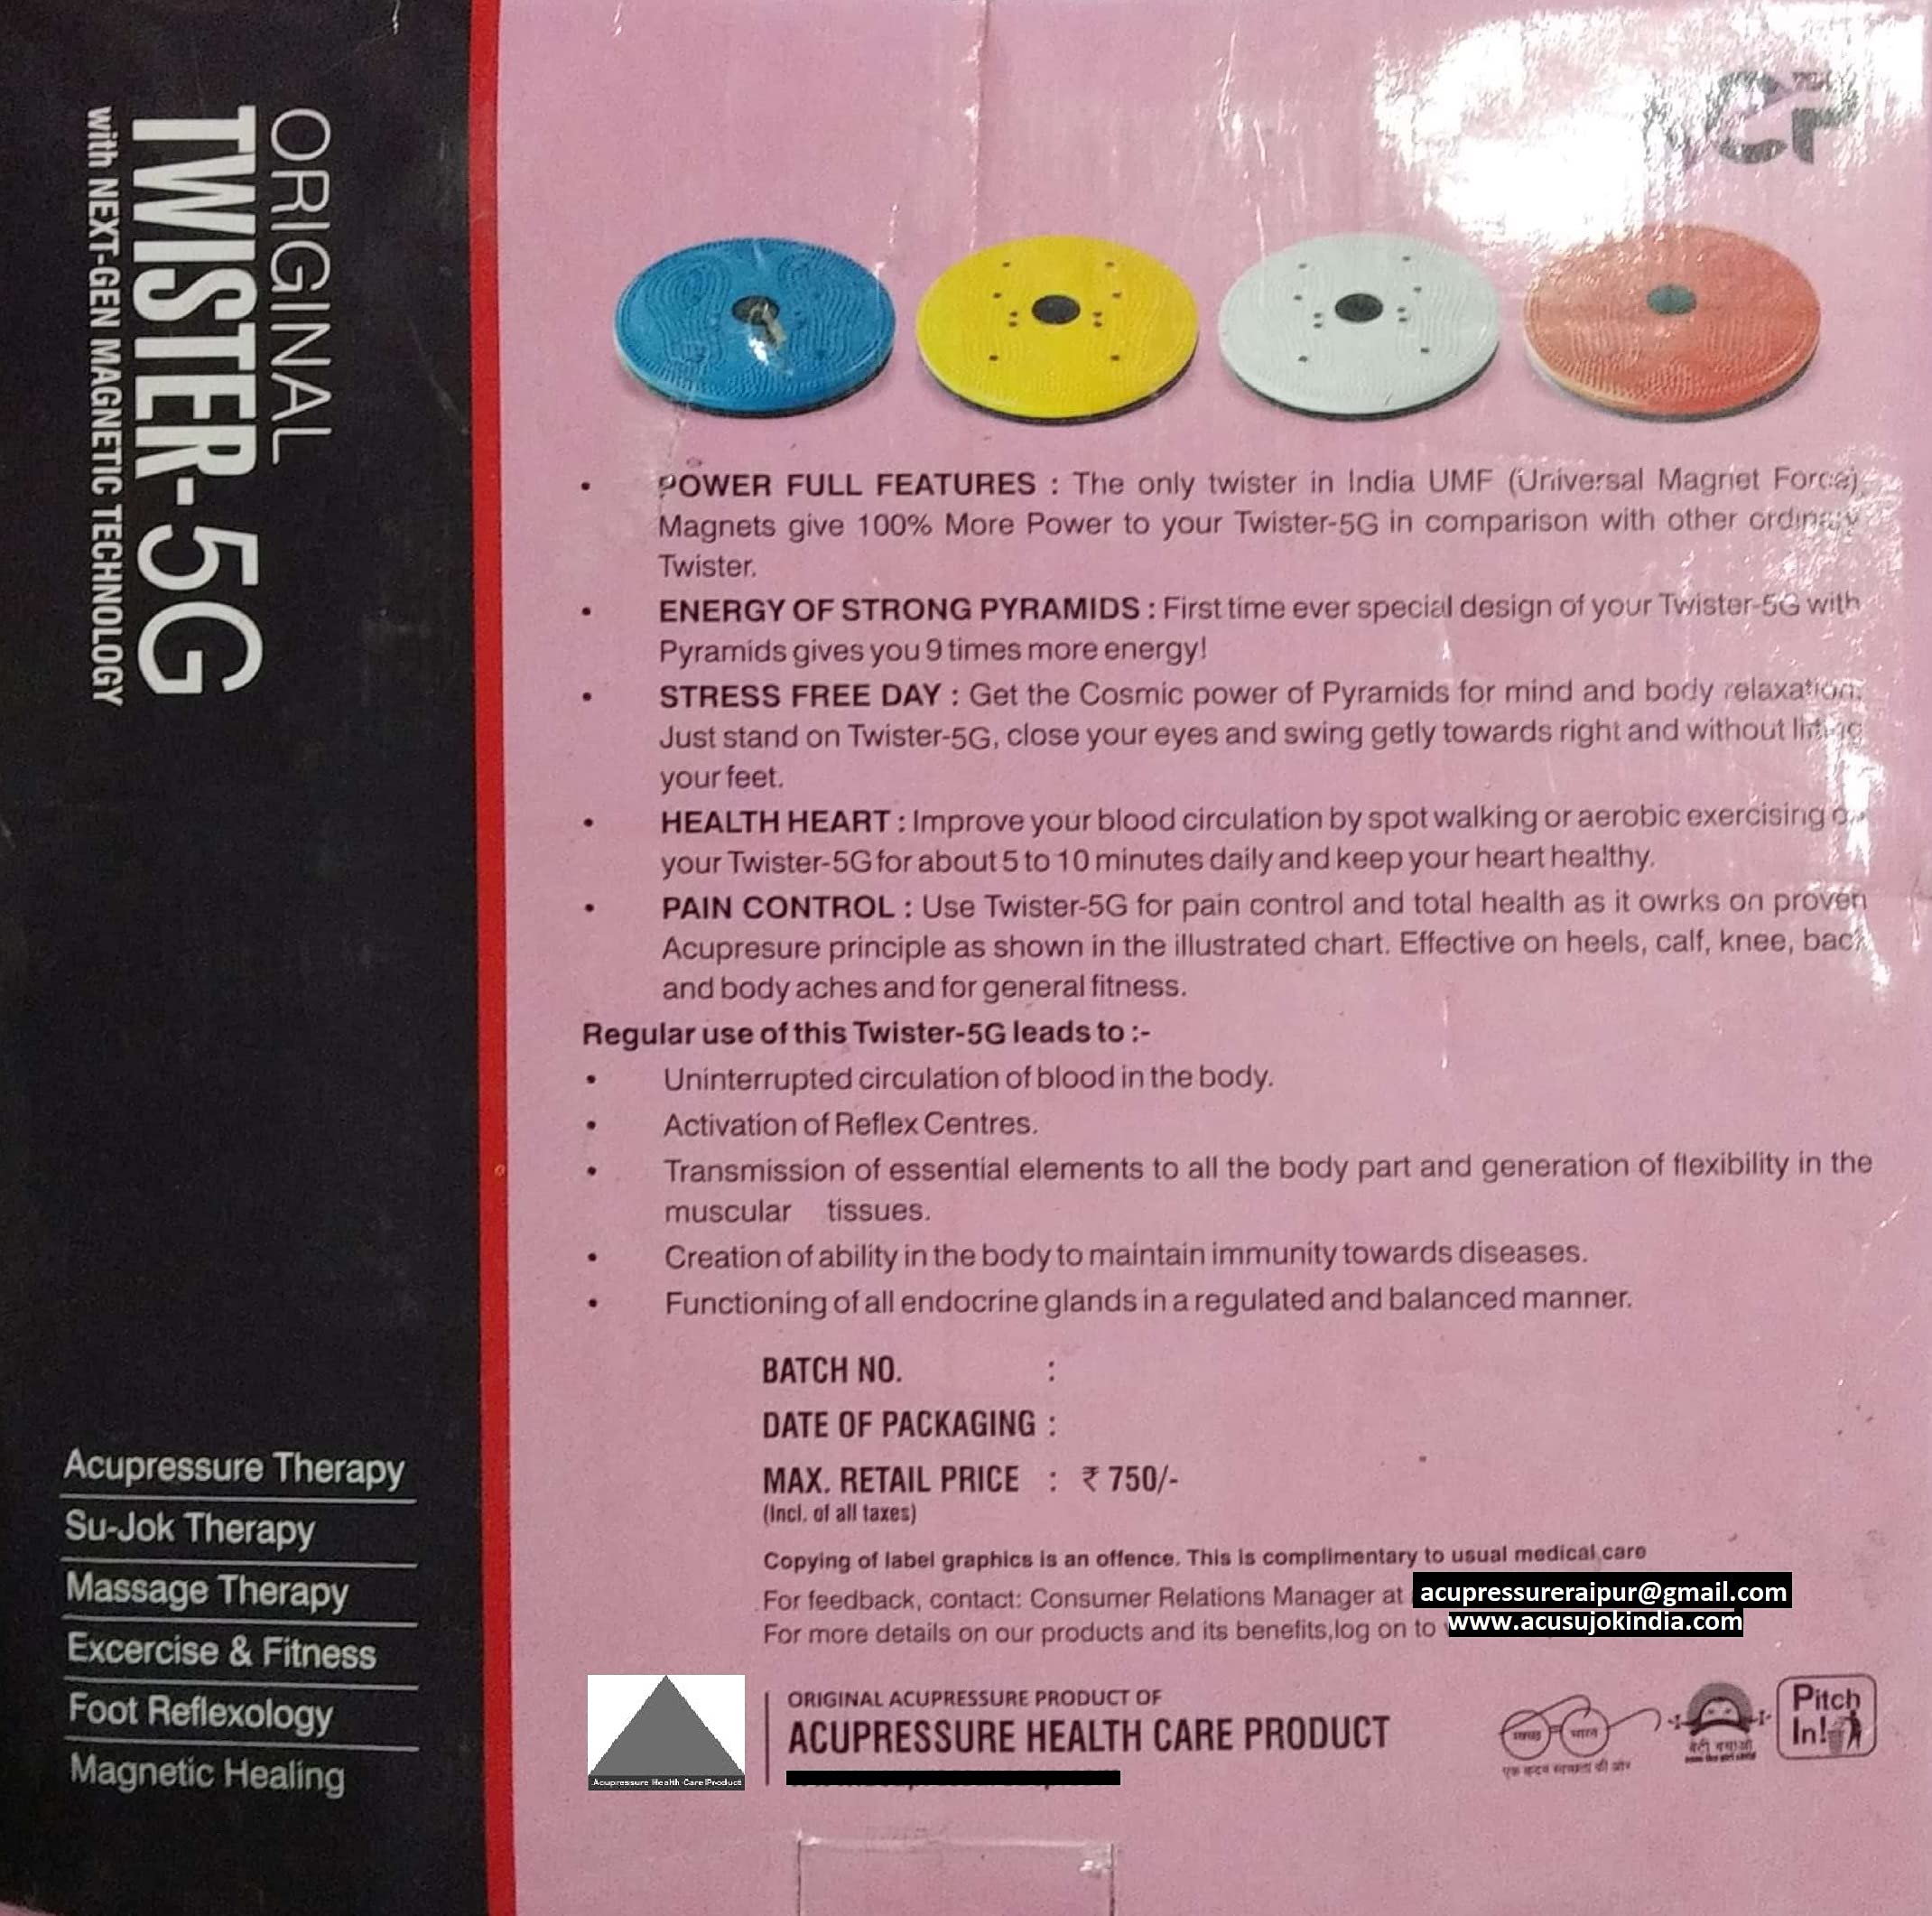 ORIGINAL
TWISTER-5G
with NEXT-GEN MAGNETIC TECHNOLOGY
Acupressure Therapy
Su-Jok Therapy
Massage Therapy
Excercise & Fitness
Foot Reflexology
Magnetic Healing
• POWER FULL FEATURES : The only twister in India UMF (Universal Magnet Force)
Magnets give 100% More Power to your Twister-5G in comparison with other ordinary
Twister.
• ENERGY OF STRONG PYRAMIDS : First time ever special design of your Twister-5G with
Pyramids gives you 9 times more energy!
• STRESS FREE DAY : Get the Cosmic power of Pyramids for mind and body relaxation.
Just stand on Twister-5G, close your eyes and swing getly towards right and without lifting
your feet.
• HEALTH HEART : Improve your blood circulation by spot walking or aerobic exercising
your Twister-5G for about 5 to 10 minutes daily and keep your heart healthy.
• PAIN CONTROL : Use Twister-5G for pain control and total health as it owrks on proven
Acupresure principle as shown in the illustrated chart. Effective on heels, calf, knee, back
and body aches and for general fitness.
Regular use of this Twister-5G leads to :-
• Uninterrupted circulation of blood in the body.
• Activation of Reflex Centres.
• Transmission of essential elements to all the body part and generation of flexibility in the
muscular tissues.
• Creation of ability in the body to maintain immunity towards diseases.
• Functioning of all endocrine glands in a regulated and balanced manner.
BATCH NO. :
DATE OF PACKAGING :
MAX. RETAIL PRICE : ₹ 750/-
(Incl. of all taxes)
Copying of label graphics is an offence. This is complimentary to usual medical care
For feedback, contact: Consumer Relations Manager at acupressureraipur@gmail.com
For more details on our products and its benefits,log on to www.acusujokindia.com
Acupressure Health Care Product
ORIGINAL ACUPRESSURE PRODUCT OF
ACUPRESSURE HEALTH CARE PRODUCT
स्वच्छ भारत
एक कदम स्वच्छता की ओर
बेटी बचाओ
Pitch
In!